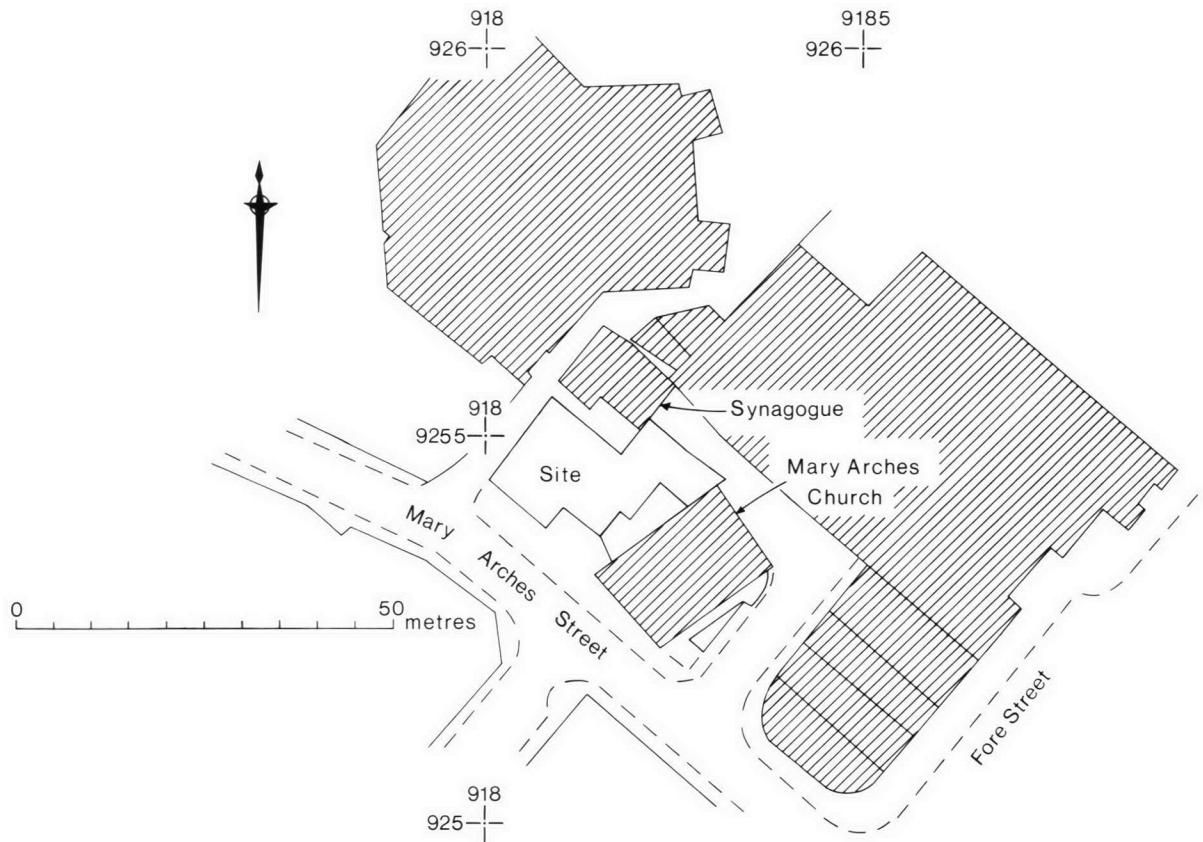 918
926
9185
926
918
9255
Synagogue
Site
Mary Arches
Church
Mary Arches Street
0
50
metres
Fore Street
918
925